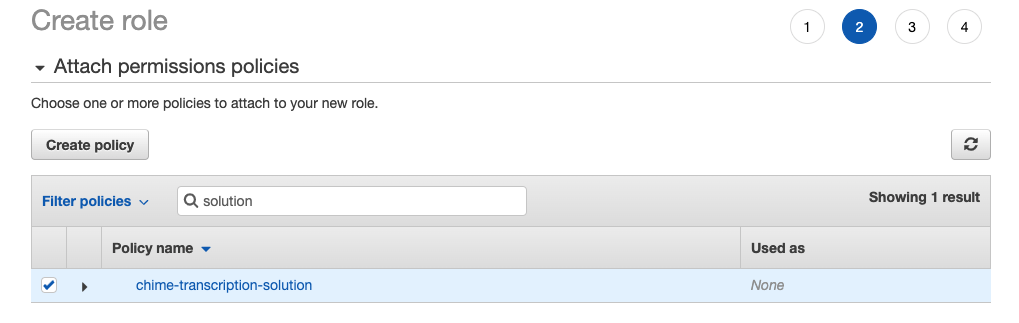 Create role
1 2 3 4
Attach permissions policies
Choose one or more policies to attach to your new role.
Create policy
Filter policies solution Showing 1 result
Policy name Used as
chime-transcription-solution None